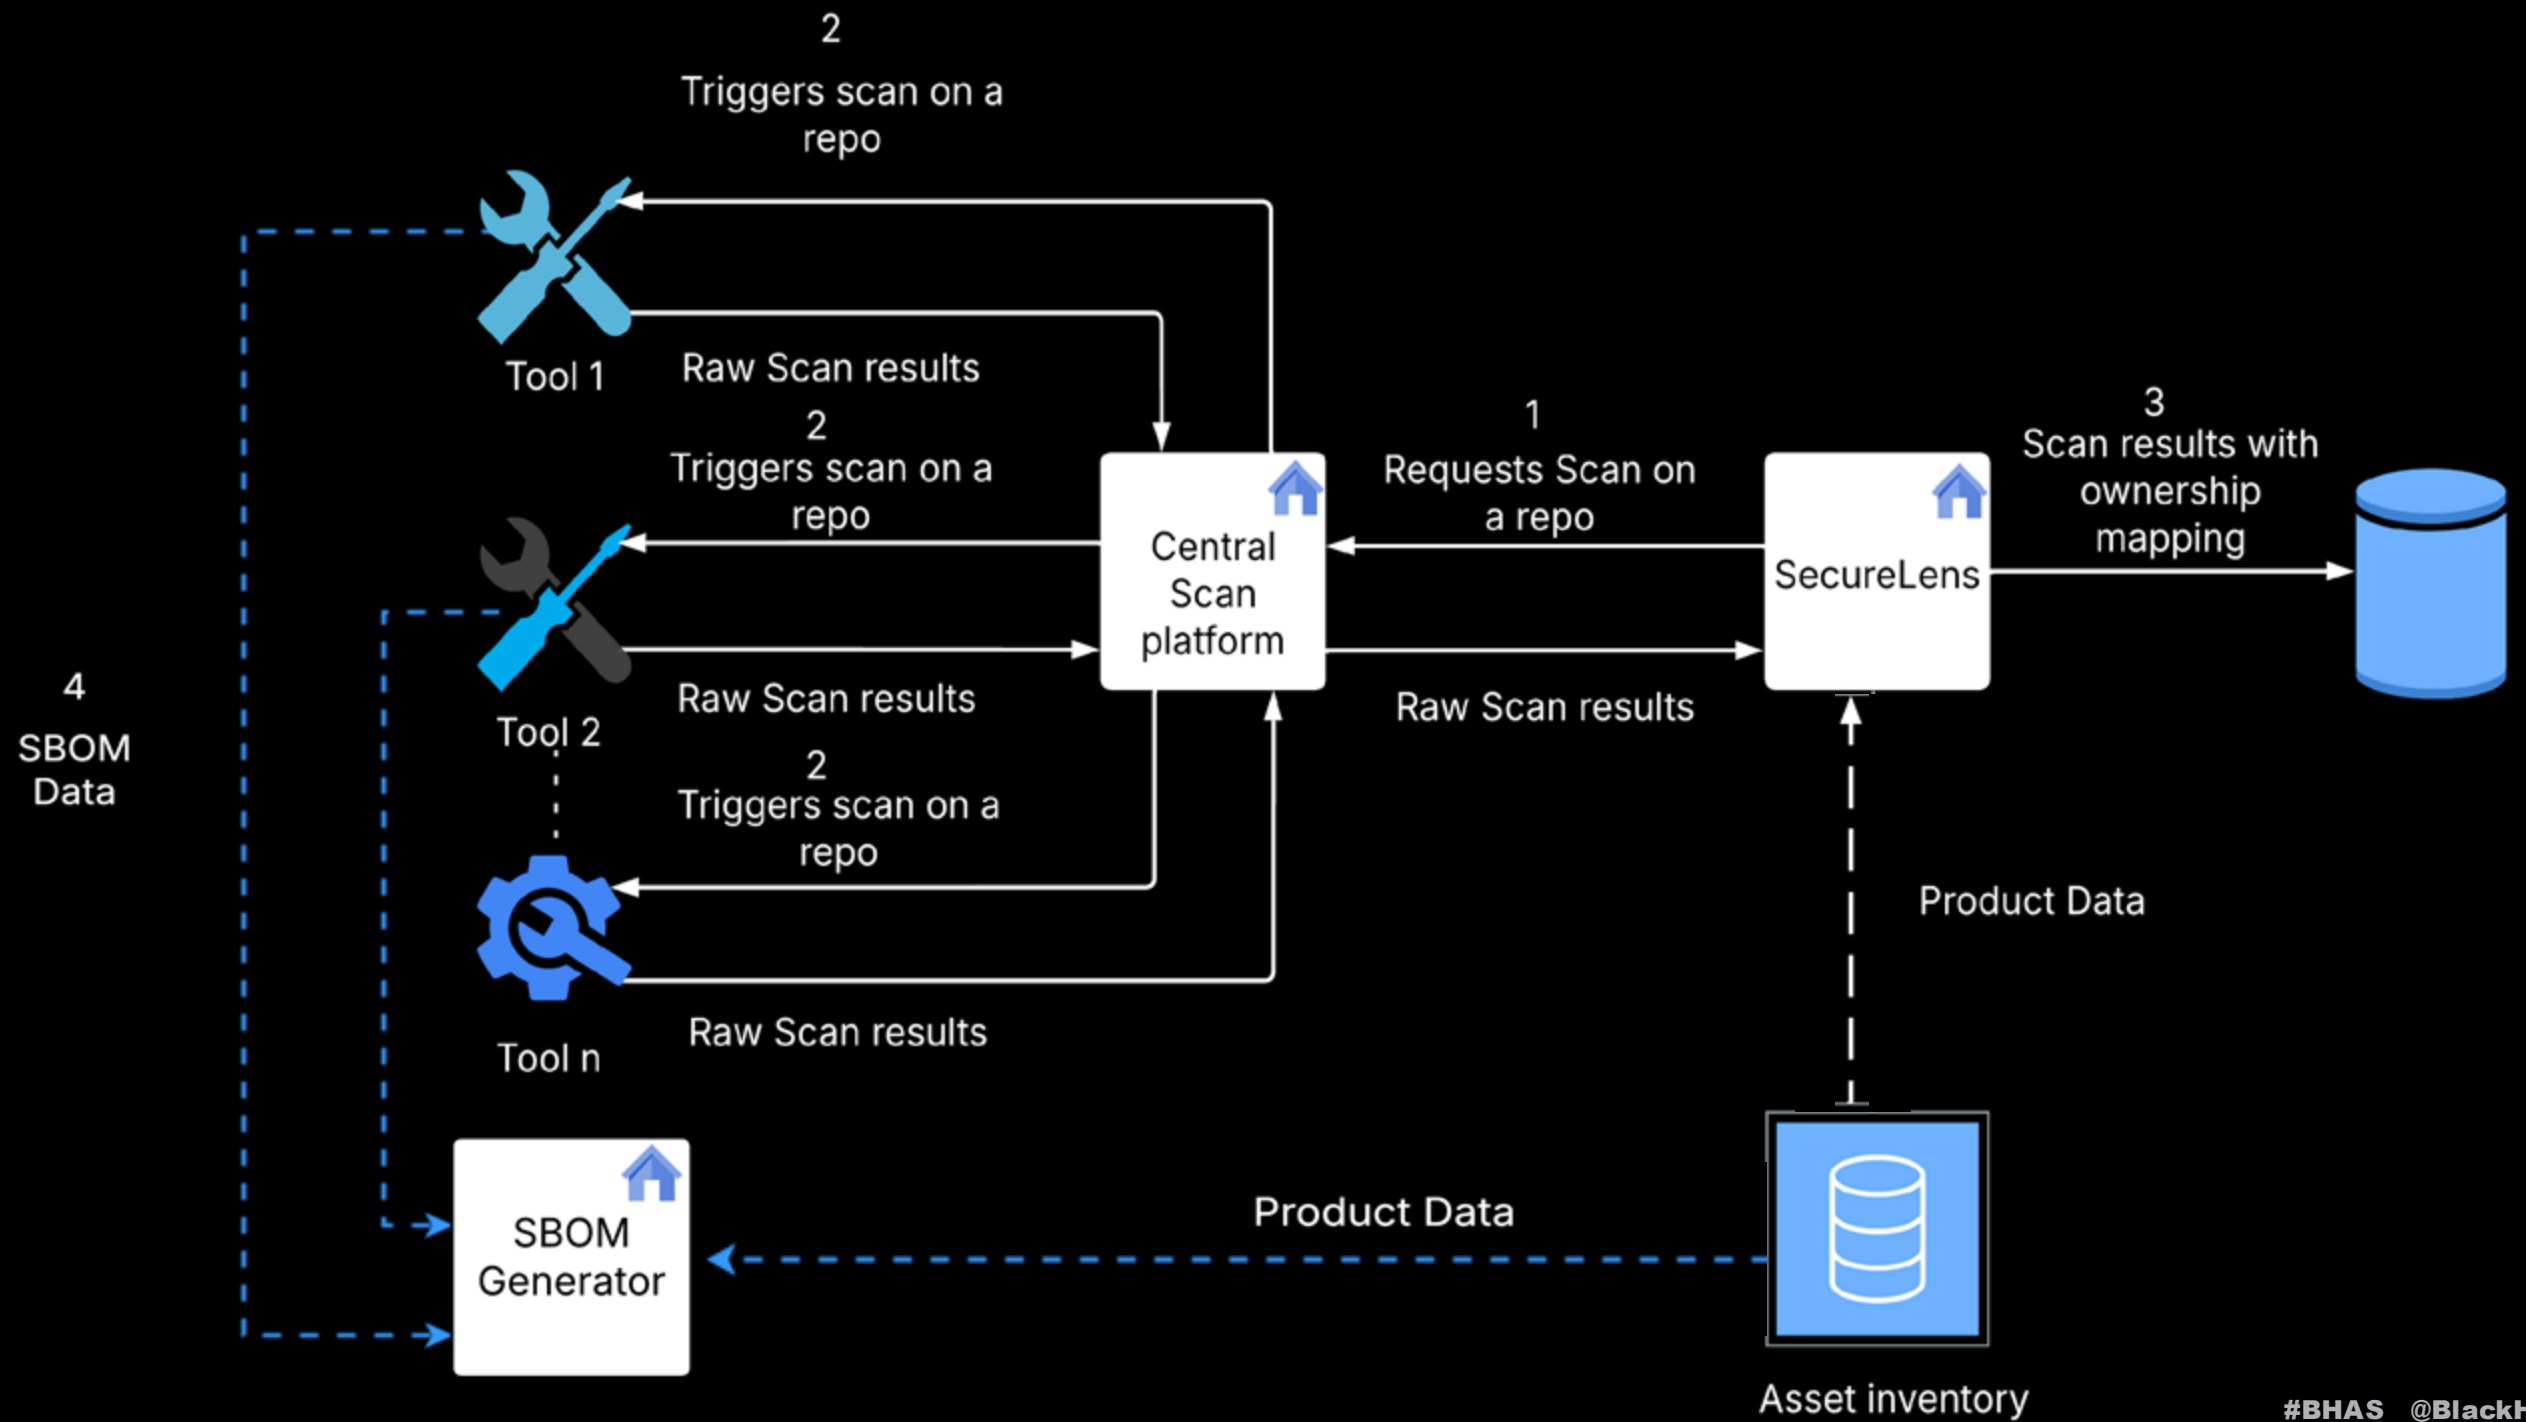 2
Triggers scan on a
repo
Tool 1
Raw Scan results
2
Triggers scan on a
repo
Tool 2
Raw Scan results
2
Triggers scan on a
repo
Tool n
Raw Scan results
Central
Scan
platform
1
Requests Scan on
a repo
Raw Scan results
SecureLens
3
Scan results with
ownership
mapping
4
SBOM
Data
SBOM
Generator
Product Data
Product Data
Asset inventory
#BHAS @BlackH